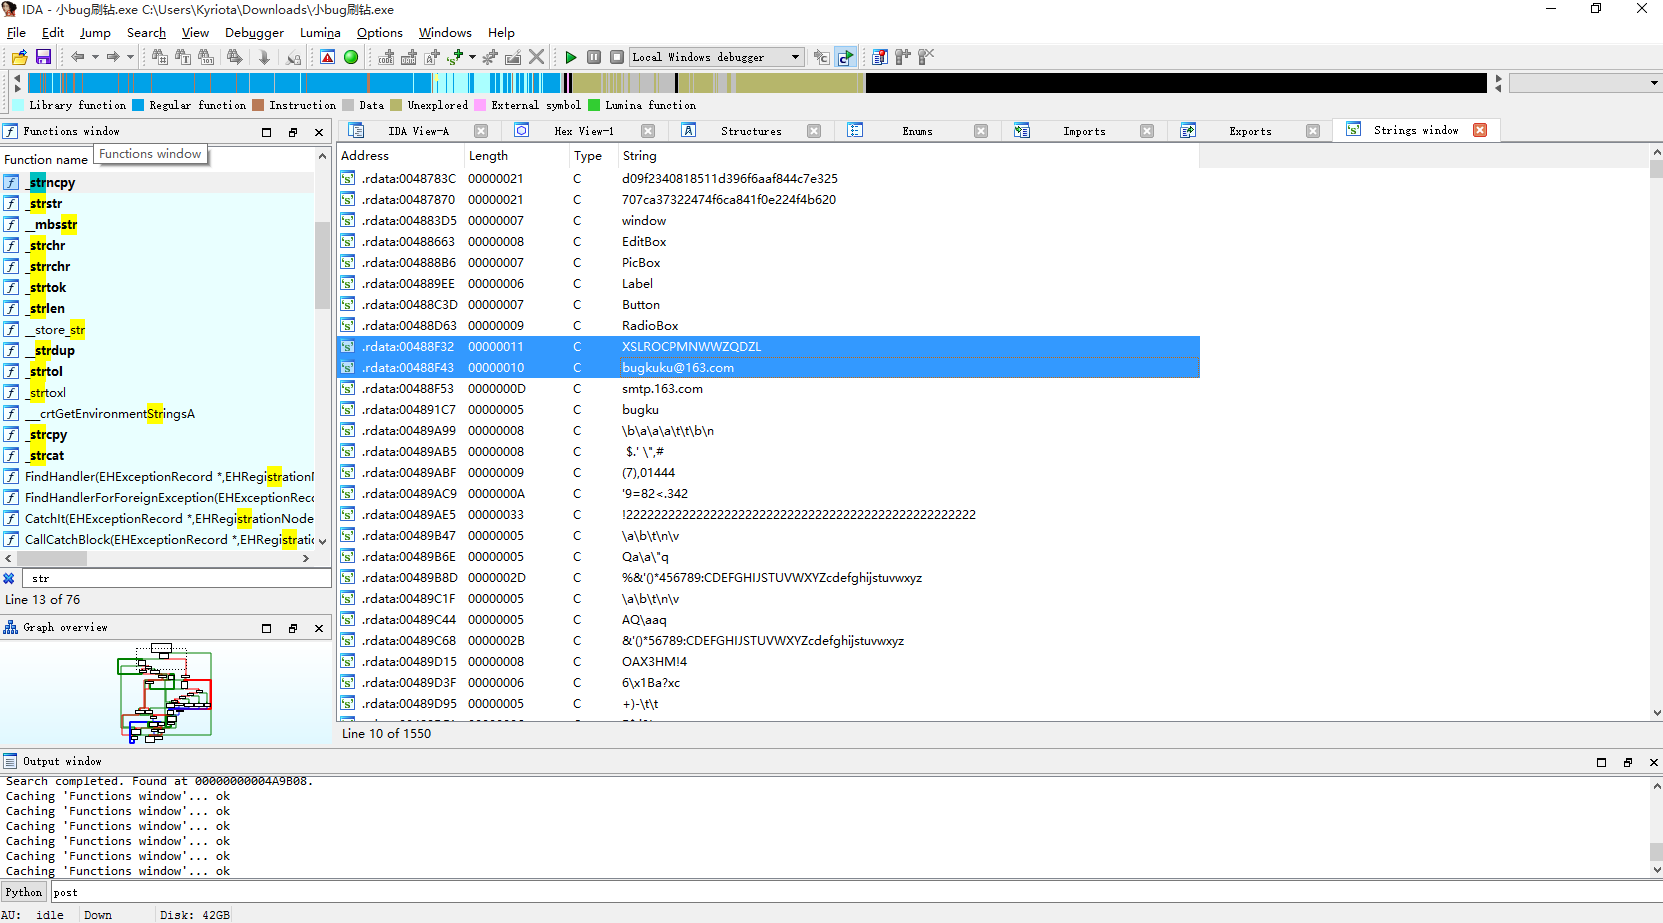 IDA - 小bug刷钻.exe C:\Users\Kyriota\Downloads\小bug刷钻.exe
File Edit Jump Search View Debugger Lumina Options Windows Help
Local Windows debugger
Library function Regular function Instruction Data Unexplored External symbol Lumina function
Functions window
IDA View-A Hex View-1 Structures Enums Imports Exports Strings window
Functions window
Function name
_strncpy
_strstr
__mbsstr
_strchr
_strrchr
_strtok
_strlen
__store_str
__strdup
_strtol
_strtoxl
___crtGetEnvironmentStringsA
_strcpy
_strcat
FindHandler(EHExceptionRecord *,EHRegistrationN
FindHandlerForForeignException(EHExceptionRec
CatchIt(EHExceptionRecord *,EHRegistrationNode
CallCatchBlock(EHExceptionRecord *,EHRegistratic
str
Line 13 of 76
Graph overview
Address Length Type String
.rdata:0048783C 00000021 C d09f2340818511d396f6aaf844c7e325
.rdata:00487870 00000021 C 707ca37322474f6ca841f0e224f4b620
.rdata:004883D5 00000007 C window
.rdata:00488663 00000008 C EditBox
.rdata:004888B6 00000007 C PicBox
.rdata:004889EE 00000006 C Label
.rdata:00488C3D 00000007 C Button
.rdata:00488D63 00000009 C RadioBox
.rdata:00488F32 00000011 C XSLROCPMNWWZQDZL
.rdata:00488F43 00000010 C bugkuku@163.com
.rdata:00488F53 0000000D C smtp.163.com
.rdata:004891C7 00000005 C bugku
.rdata:00489A99 00000008 C \b\a\a\a\t\t\b\n
.rdata:00489AB5 00000008 C $.' \",#
.rdata:00489ABF 00000009 C (7),01444
.rdata:00489AC9 0000000A C '9=82<.342
.rdata:00489AE5 00000033 C !22222222222222222222222222222222222222222222222222
.rdata:00489B47 00000005 C \a\b\t\n\v
.rdata:00489B6E 00000005 C Qa\a\"q
.rdata:00489B8D 0000002D C %&'()*456789:CDEFGHIJSTUVWXYZcdefghijstuvwxyz
.rdata:00489C1F 00000005 C \a\b\t\n\v
.rdata:00489C44 00000005 C AQ\aaq
.rdata:00489C68 0000002B C &'()*56789:CDEFGHIJSTUVWXYZcdefghijstuvwxyz
.rdata:00489D15 00000008 C OAX3HM!4
.rdata:00489D3F 00000006 C 6\x1Ba?xc
.rdata:00489D95 00000005 C +)-\t\t
Line 10 of 1550
Output window
Search completed. Found at 00000000004A9B08.
Caching 'Functions window'... ok
Caching 'Functions window'... ok
Caching 'Functions window'... ok
Caching 'Functions window'... ok
Caching 'Functions window'... ok
Caching 'Functions window'... ok
Python post
AU: idle Down Disk: 42GB